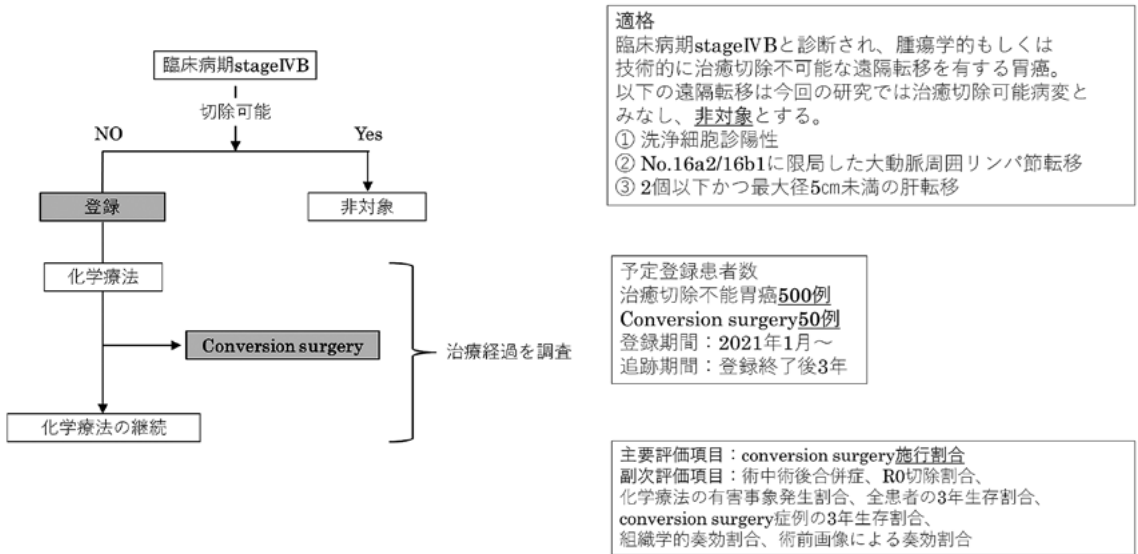 臨床病期stageⅣB
切除可能
NO
Yes
登録
非対象
化学療法
Conversion surgery
治療経過を調査
化学療法の継続
適格
臨床病期stageⅣBと診断され、腫瘍学的もしくは
技術的に治癒切除不可能な遠隔転移を有する胃癌。
以下の遠隔転移は今回の研究では治癒切除可能病変と
みなし、非対象とする。
① 洗浄細胞診陽性
② No.16a2/16b1に限局した大動脈周囲リンパ節転移
③ 2個以下かつ最大径5㎝未満の肝転移
予定登録患者数
治癒切除不能胃癌500例
Conversion surgery50例
登録期間：2021年1月～
追跡期間：登録終了後3年
主要評価項目：conversion surgery施行割合
副次評価項目：術中術後合併症、R0切除割合、
化学療法の有害事象発生割合、全患者の3年生存割合、
conversion surgery症例の3年生存割合、
組織学的奏効割合、術前画像による奏効割合